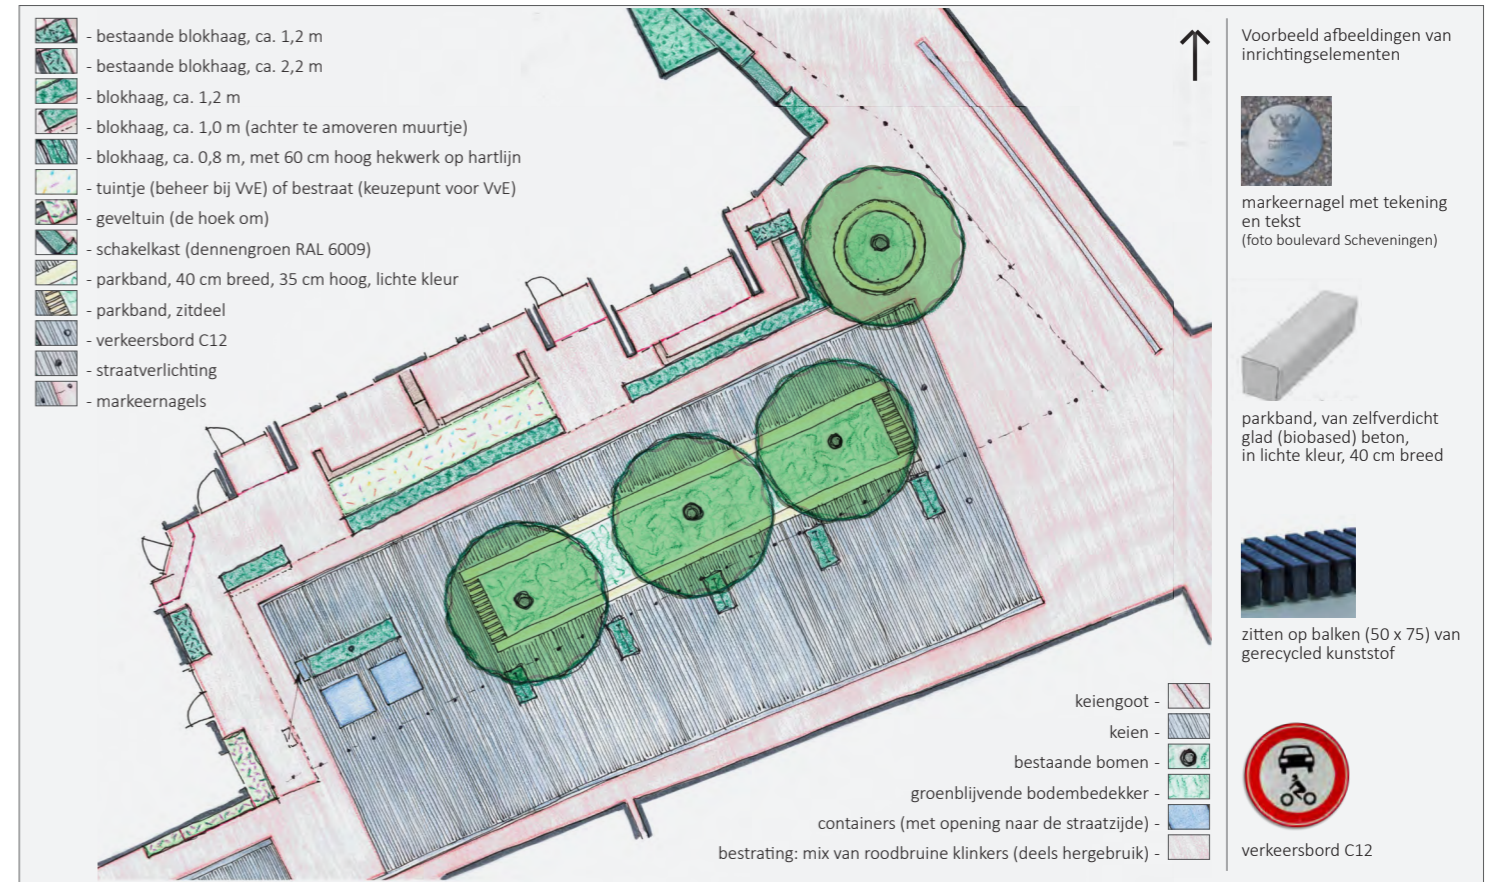 - bestaande blokhaag, ca. 1,2 m
- bestaande blokhaag, ca. 2,2 m
- blokhaag, ca. 1,2 m
- blokhaag, ca. 1,0 m (achter te amoveren muurtje)
- blokhaag, ca. 0,8 m, met 60 cm hoog hekwerk op hartlijn
- tuintje (beheer bij VvE) of bestraat (keuzepunt voor VvE)
- geveltuin (de hoek om)
- schakelkast (dennengroen RAL 6009)
- parkband, 40 cm breed, 35 cm hoog, lichte kleur
- parkband, zitdeel
- verkeersbord C12
- straatverlichting
- markeernagels
keiengoot -
keien -
bestaande bomen -
groenblijvende bodembedekker -
containers (met opening naar de straatzijde) -
bestrating: mix van roodbruine klinkers (deels hergebruik) -
Voorbeeld afbeeldingen van
inrichtingselementen
markeernagel met tekening
en tekst
(foto boulevard Scheveningen)
parkband, van zelfverdicht
glad (biobased) beton,
in lichte kleur, 40 cm breed
zitten op balken (50 x 75) van
gerecycled kunststof
verkeersbord C12